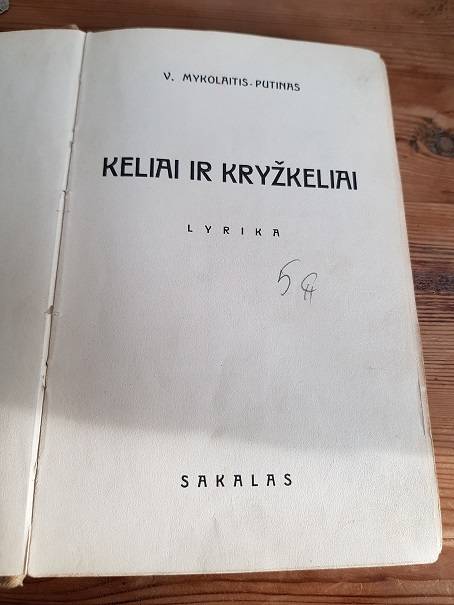 V. MYKOLAITIS-PUTINAS
KELIAI IR KRYŽKELIAI
LYRIKA
SAKALAS